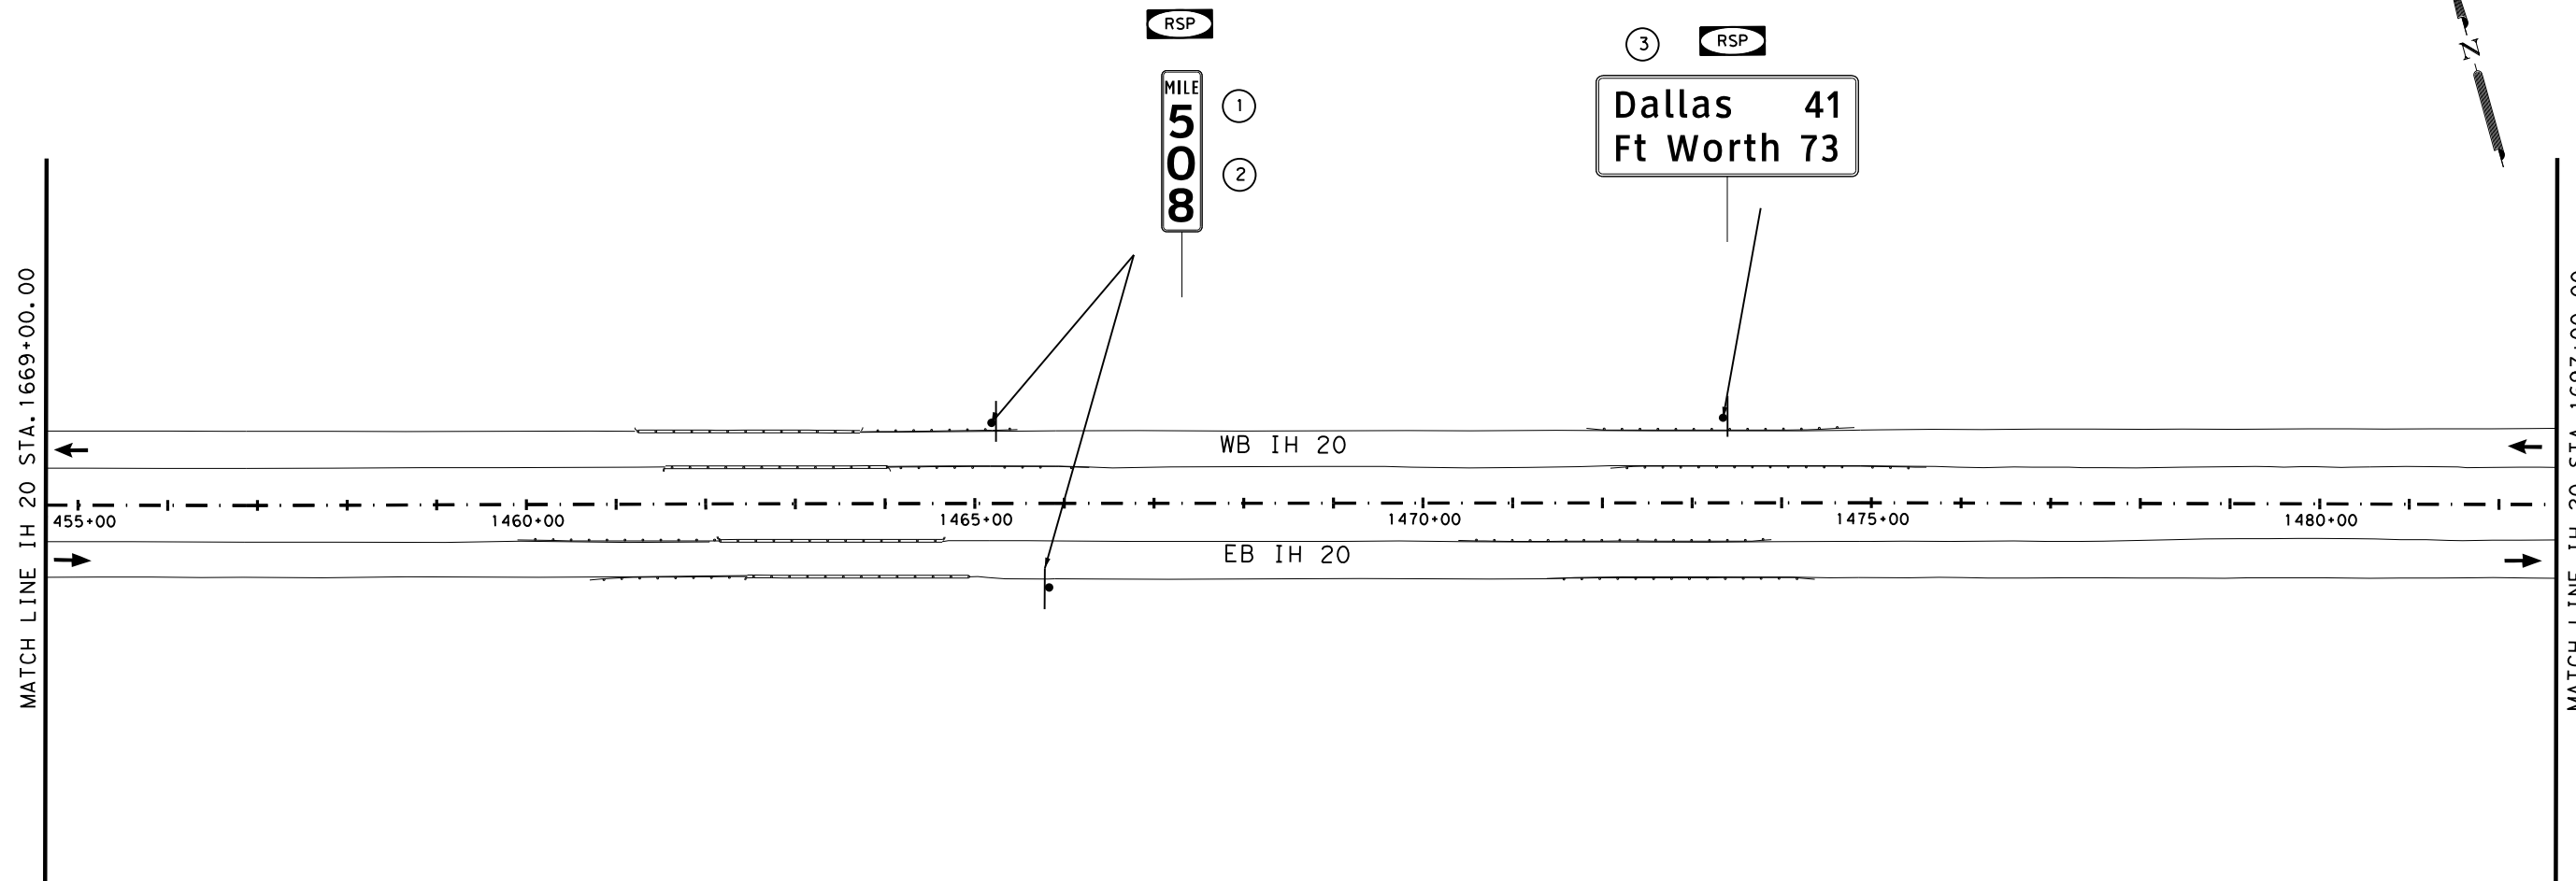 RSP
MILE
5
0
8
1
2
3
RSP
Dallas 41
Ft Worth 73
N
MATCH LINE IH 20 STA.1669+00.00
WB IH 20
455+00
1460+00
1465+00
1470+00
1475+00
1480+00
EB IH 20